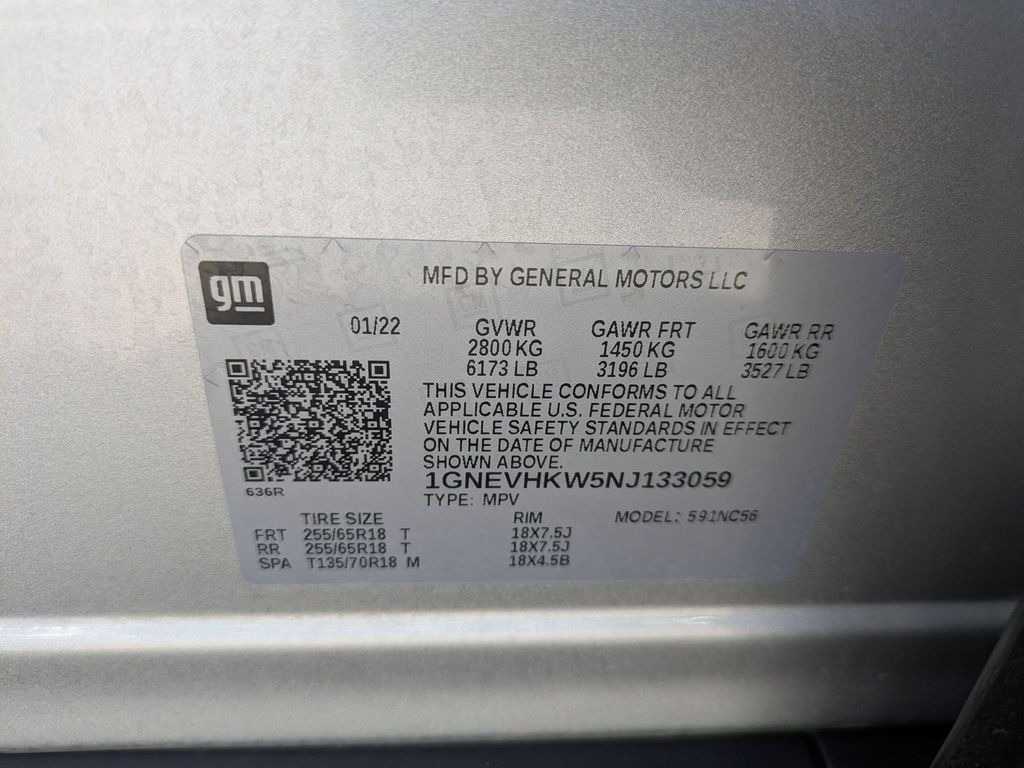 gm
MFD BY GENERAL MOTORS LLC
01/22 GVWR GAWR FRT GAWR RR
2800 KG 1450 KG 1600 KG
6173 LB 3196 LB 3527 LB
THIS VEHICLE CONFORMS TO ALL
APPLICABLE U.S. FEDERAL MOTOR
VEHICLE SAFETY STANDARDS IN EFFECT
ON THE DATE OF MANUFACTURE
SHOWN ABOVE.
1GNEVHKW5NJ133059
636R
TYPE: MPV
TIRE SIZE RIM MODEL: 591NC56
FRT 255/65R18 T 18X7.5J
RR 255/65R18 T 18X7.5J
SPA T135/70R18 M 18X4.5B